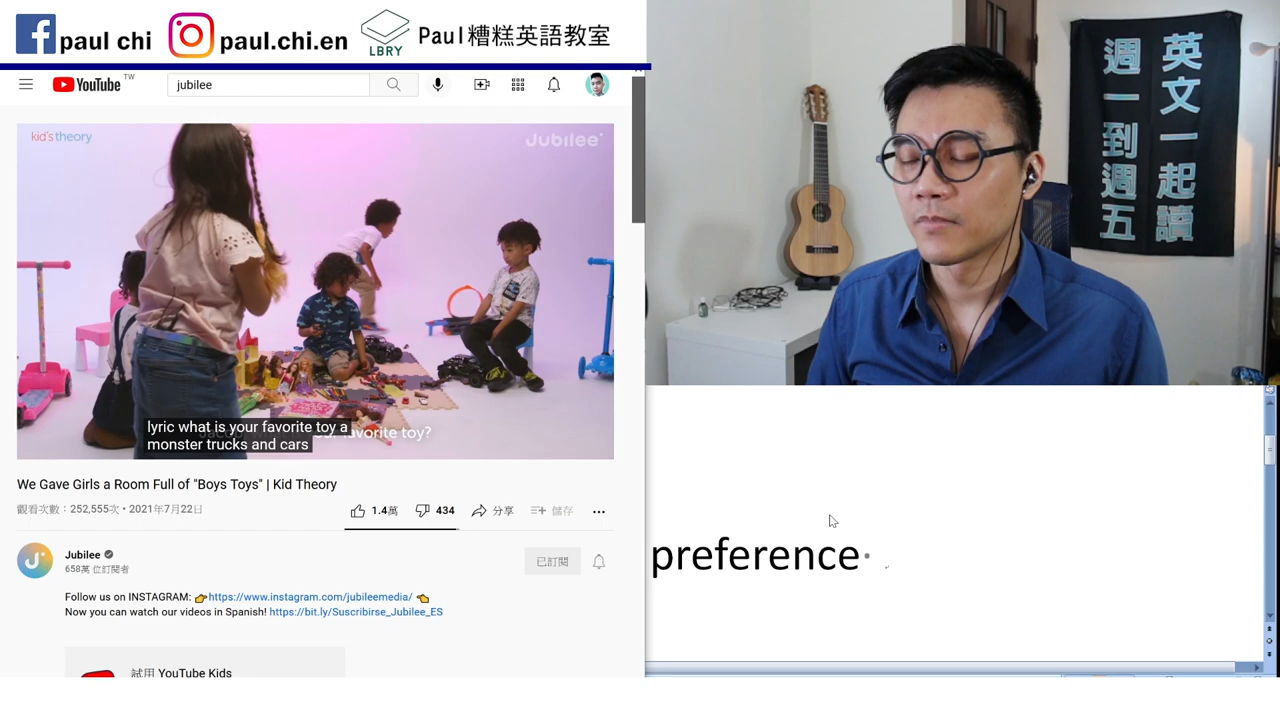 paul chi
paul.chi.en
LBRY
Paul糟糕英語教室
YouTube TW
jubilee
kid's theory
Jubilee
lyric what is your favorite toy a
monster trucks and cars
favorite toy?
We Gave Girls a Room Full of "Boys Toys" | Kid Theory
觀看次數：252,555次 • 2021年7月22日
1.4萬
434
分享
儲存
Jubilee
658萬 位訂閱者
已訂閱
Follow us on INSTAGRAM: 👉https://www.instagram.com/jubileemedia/ 👈
Now you can watch our videos in Spanish! https://bit.ly/Suscribirse_Jubilee_ES
試用 YouTube Kids
英文一起讀
週一到週五
preference